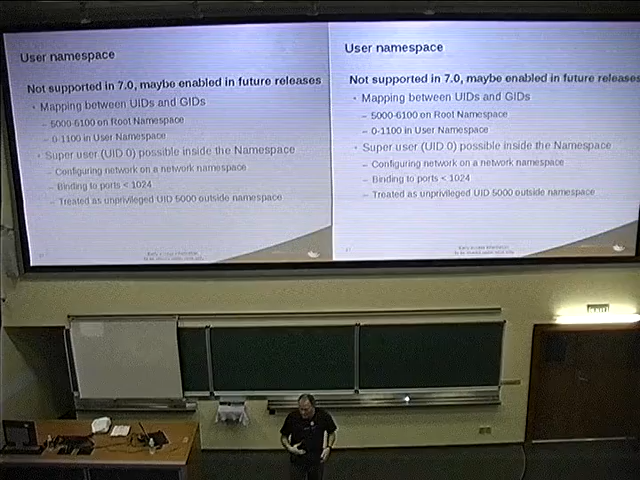 User namespace
Not supported in 7.0, maybe enabled in future releases
Mapping between UIDs and GIDs
– 5000-6100 on Root Namespace
– 0-1100 in User Namespace
Super user (UID 0) possible inside the Namespace
– Configuring network on a network namespace
– Binding to ports < 1024
– Treated as unprivileged UID 5000 outside namespace
User namespace
Not supported in 7.0, maybe enabled in future releases
Mapping between UIDs and GIDs
– 5000-6100 on Root Namespace
– 0-1100 in User Namespace
Super user (UID 0) possible inside the Namespace
– Configuring network on a network namespace
– Binding to ports < 1024
– Treated as unprivileged UID 5000 outside namespace
EXIT